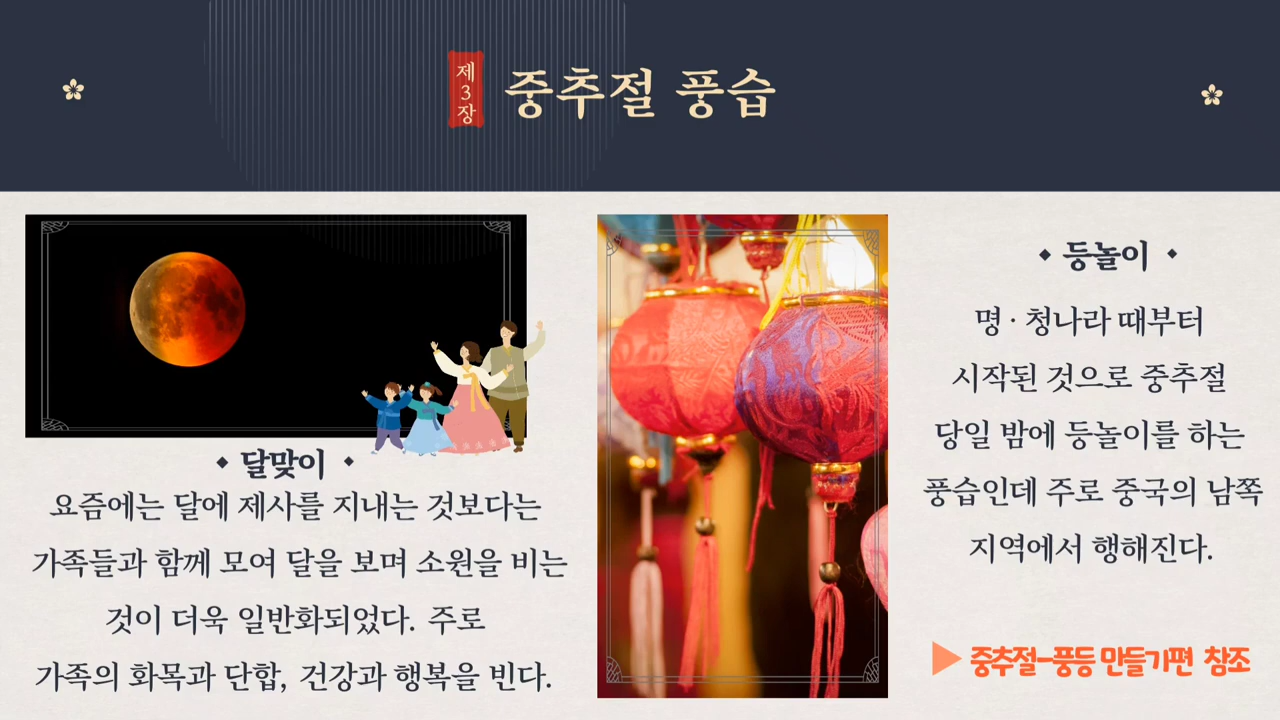 제3장
중추절 풍습
달맞이
요즘에는 달에 제사를 지내는 것보다는
가족들과 함께 모여 달을 보며 소원을 비는
것이 더욱 일반화되었다. 주로
가족의 화목과 단합, 건강과 행복을 빈다.
등놀이
명·청나라 때부터
시작된 것으로 중추절
당일 밤에 등놀이를 하는
풍습인데 주로 중국의 남쪽
지역에서 행해진다.
중추절-풍등 만들기편 참조